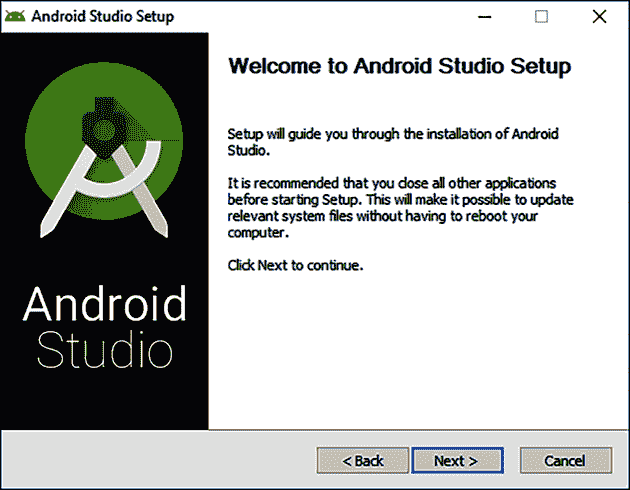 Android Studio Setup
Welcome to Android Studio Setup
Setup will guide you through the installation of Android
Studio.
It is recommended that you close all other applications
before starting Setup. This will make it possible to update
relevant system files without having to reboot your
computer.
Click Next to continue.
Android
Studio
< Back
Next >
Cancel